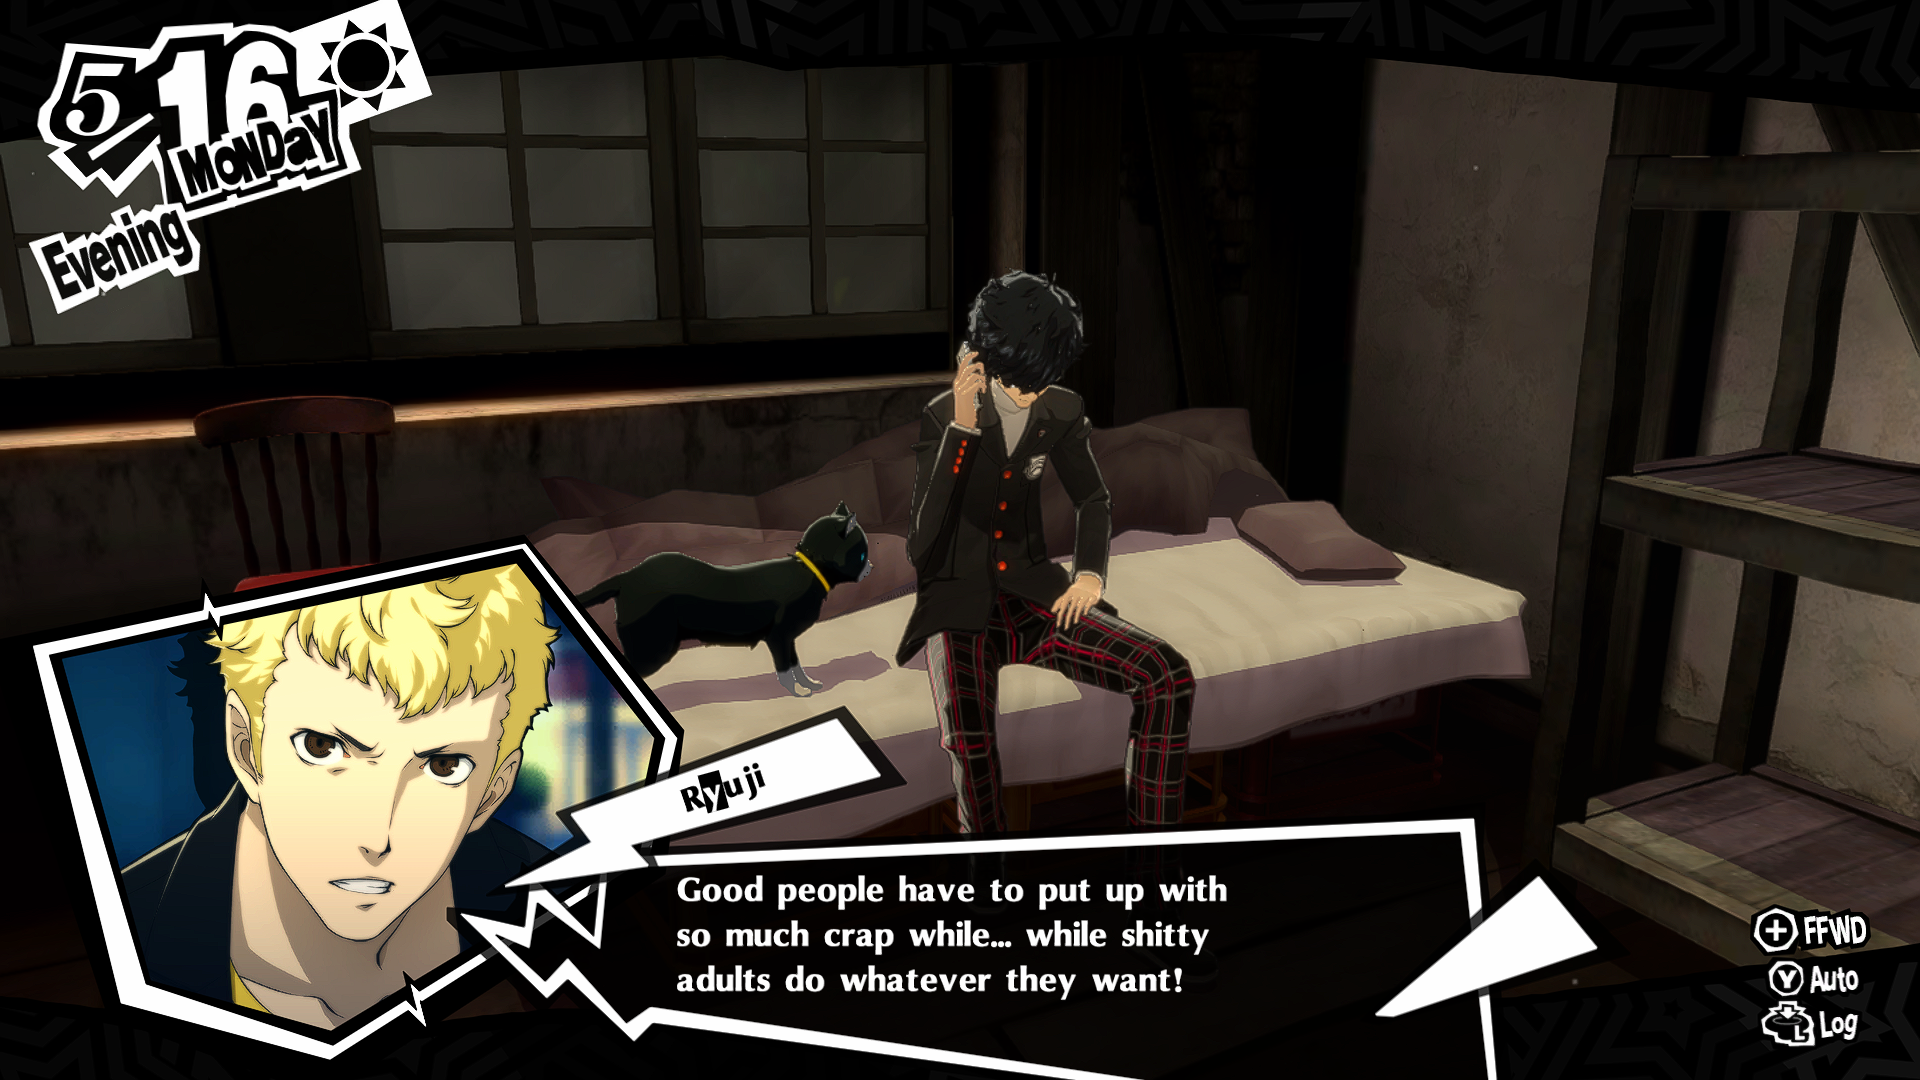 5/16
MONDAY
Evening
Ryuji
Good people have to put up with
so much crap while... while shitty
adults do whatever they want!
+ FFWD
Y Auto
L Log